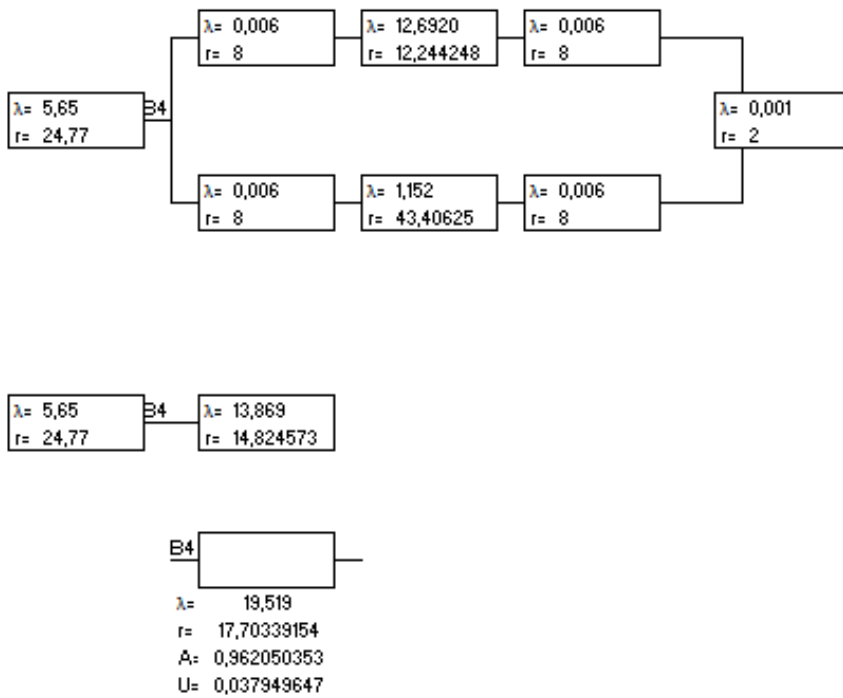 λ= 0,006
r= 8
λ= 12,6920
r= 12,244248
λ= 0,006
r= 8
λ= 5,65
r= 24,77
B4
λ= 0,001
r= 2
λ= 0,006
r= 8
λ= 1,152
r= 43,40625
λ= 0,006
r= 8
λ= 5,65
r= 24,77
B4
λ= 13,869
r= 14,824573
B4
λ= 19,519
r= 17,70339154
A= 0,962050353
U= 0,037949647